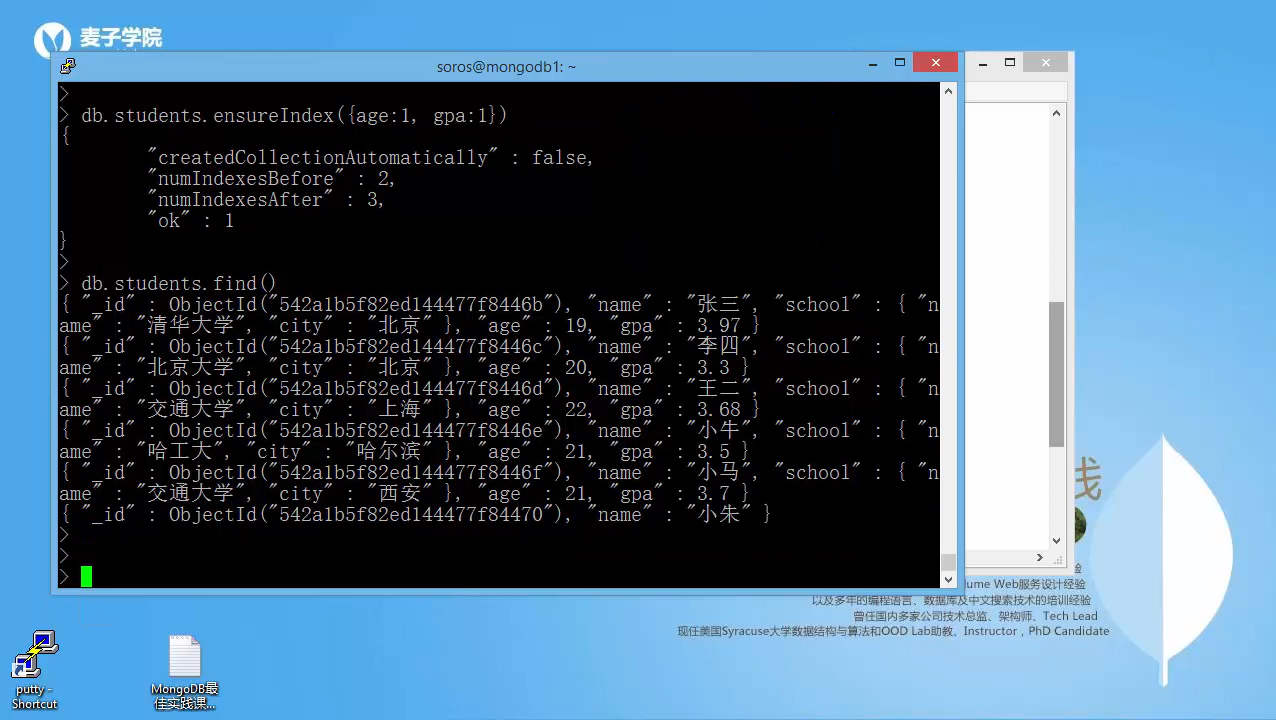 麦子学院
soros@mongodb1: ~
>
> db.students.ensureIndex({age:1, gpa:1})
{
"createdCollectionAutomatically" : false,
"numIndexesBefore" : 2,
"numIndexesAfter" : 3,
"ok" : 1
}
>
> db.students.find()
{ "_id" : ObjectId("542a1b5f82ed144477f8446b"), "name" : "张三", "school" : { "n
ame" : "清华大学", "city" : "北京" }, "age" : 19, "gpa" : 3.97 }
{ "_id" : ObjectId("542a1b5f82ed144477f8446c"), "name" : "李四", "school" : { "n
ame" : "北京大学", "city" : "北京" }, "age" : 20, "gpa" : 3.3 }
{ "_id" : ObjectId("542a1b5f82ed144477f8446d"), "name" : "王二", "school" : { "n
ame" : "交通大学", "city" : "上海" }, "age" : 22, "gpa" : 3.68 }
{ "_id" : ObjectId("542a1b5f82ed144477f8446e"), "name" : "小牛", "school" : { "n
ame" : "哈工大", "city" : "哈尔滨" }, "age" : 21, "gpa" : 3.5 }
{ "_id" : ObjectId("542a1b5f82ed144477f8446f"), "name" : "小马", "school" : { "n
ame" : "交通大学", "city" : "西安" }, "age" : 21, "gpa" : 3.7 }
{ "_id" : ObjectId("542a1b5f82ed144477f84470"), "name" : "小朱" }
>
>
>
Web服务设计经验
以及多年的编程语言、数据库及中文搜索技术的培训经验
曾任国内多家公司技术总监、架构师、Tech Lead
现任美国Syracuse大学数据结构与算法和OOD Lab助教、Instructor，PhD Candidate
putty -
Shortcut
MongoDB最
佳实践课...